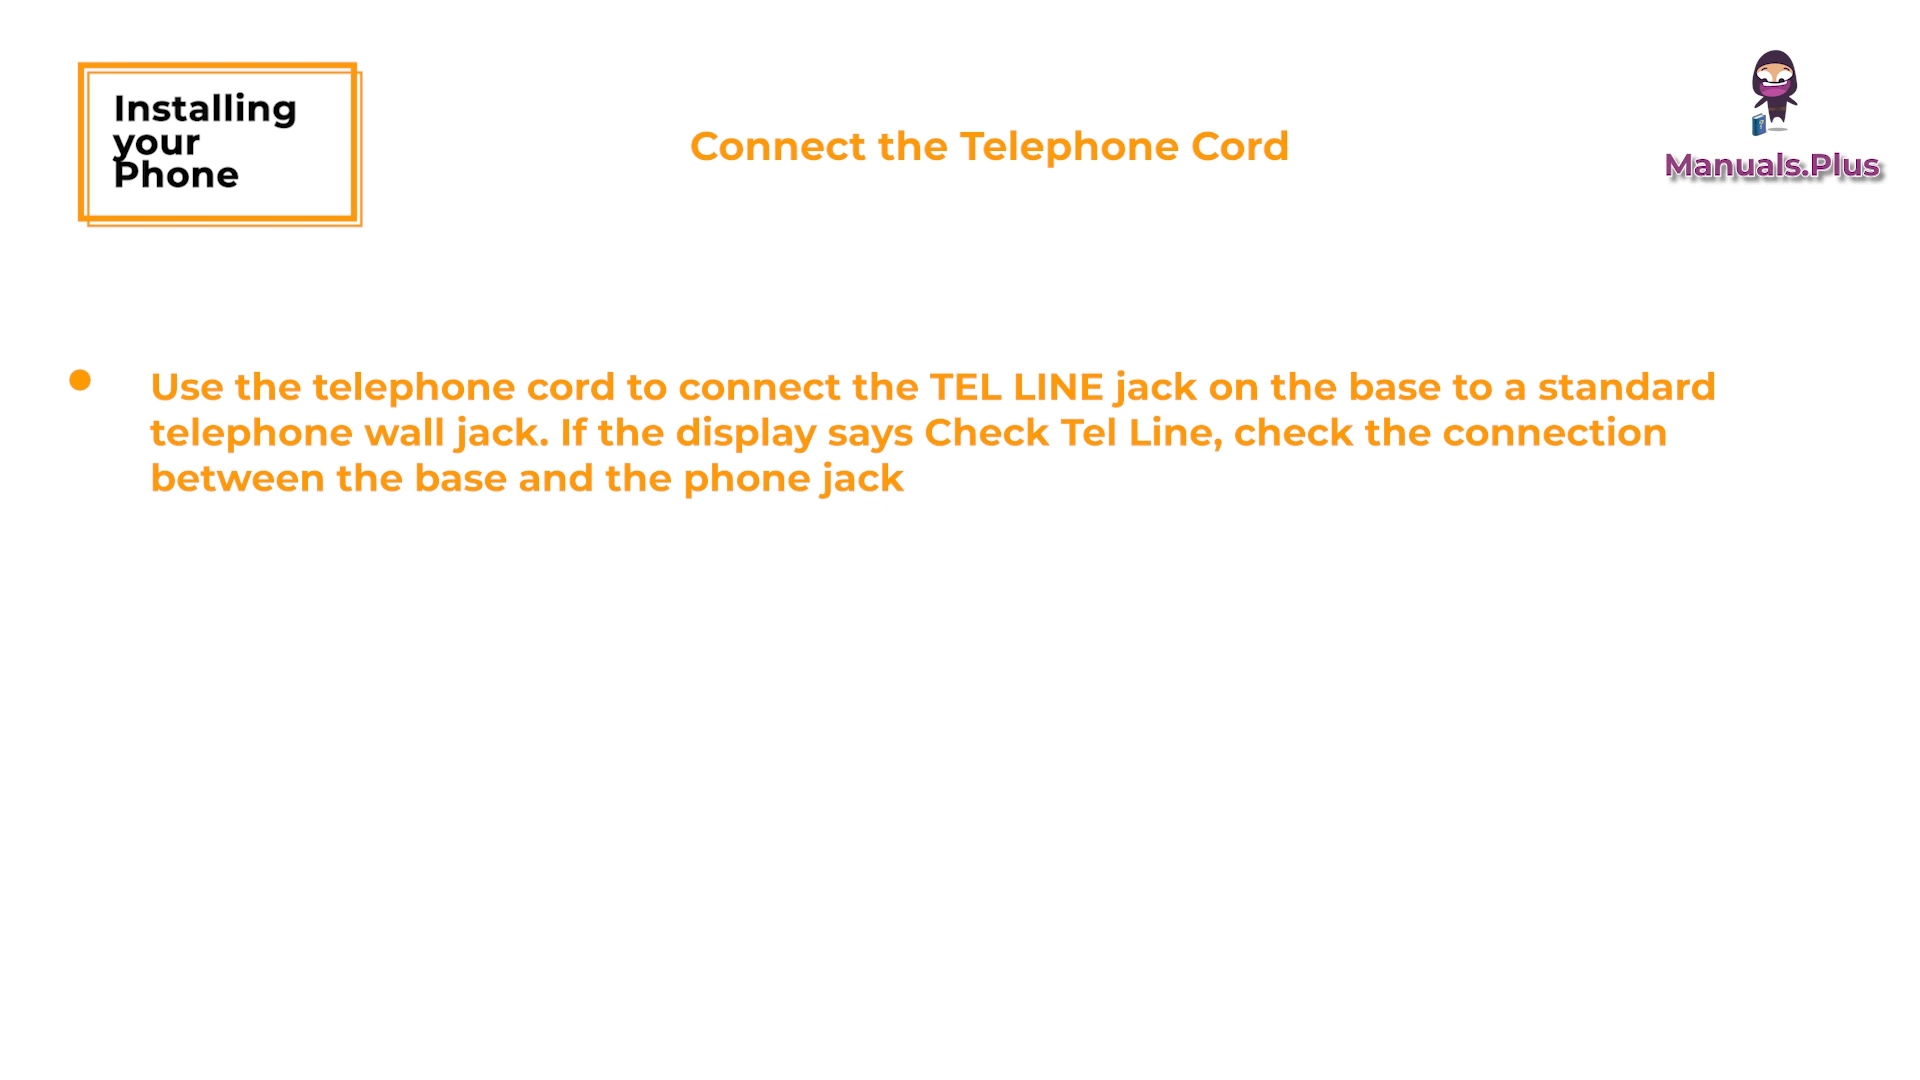 Installing
your
Phone
Connect the Telephone Cord
Manuals.Plus
Use the telephone cord to connect the TEL LINE jack on the base to a standard
telephone wall jack. If the display says Check Tel Line, check the connection
between the base and the phone jack